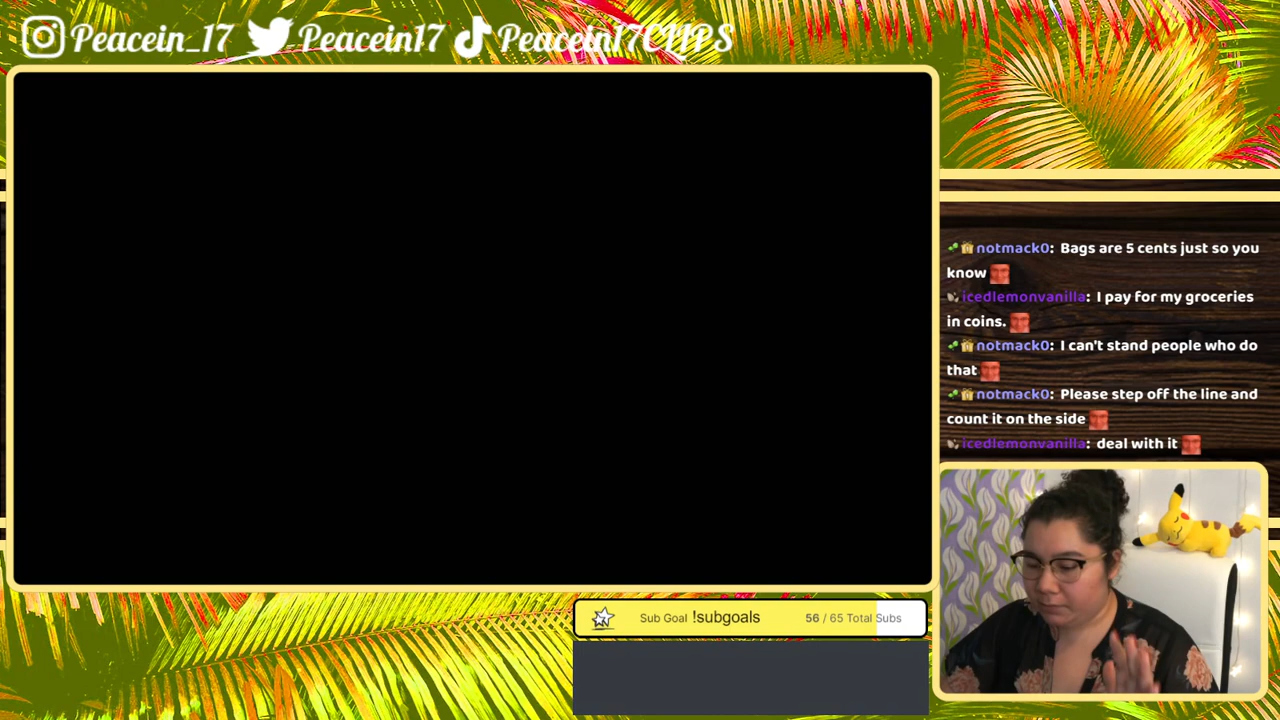 Peacein_17 Peacein17 Peacein17ClIPS
notmack0: Bags are 5 cents just so you
know
icedlemonvanilla: I pay for my groceries
in coins.
notmack0: I can't stand people who do
that
notmack0: Please step off the line and
count it on the side
icedlemonvanilla: deal with it
Sub Goal !subgoals 56 / 65 Total Subs